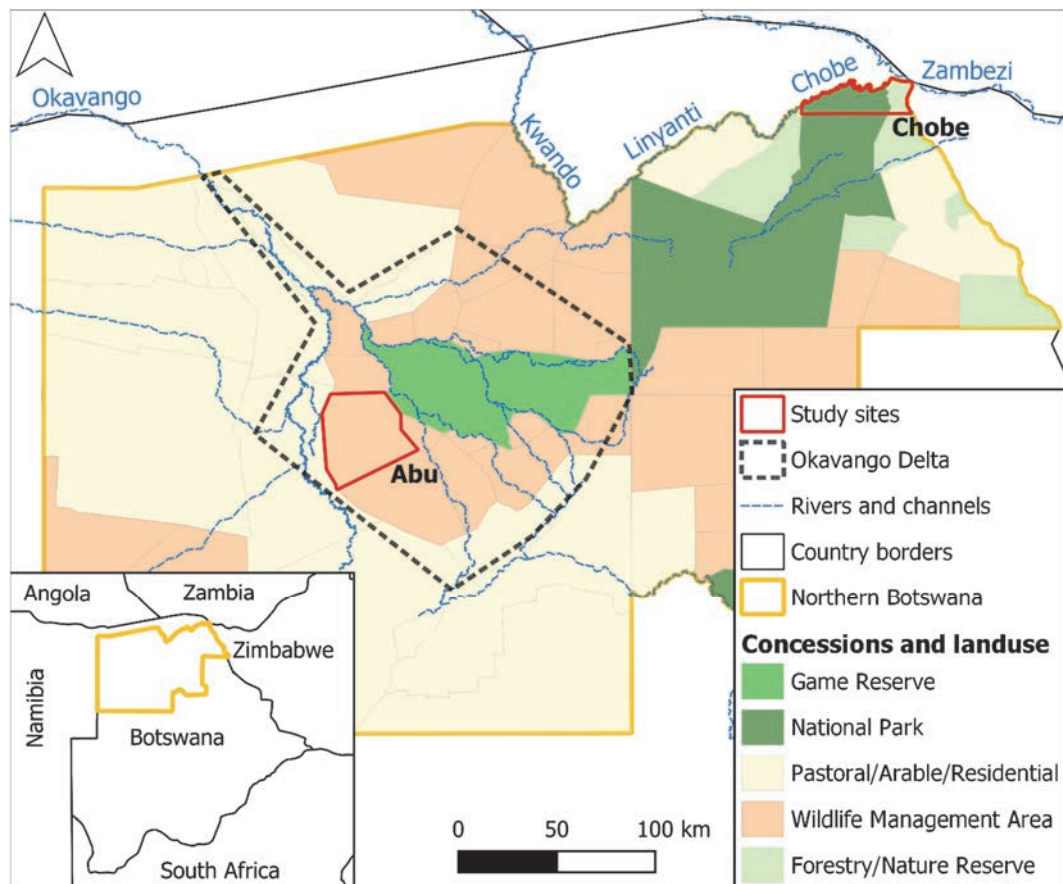 Okavango
Kwando
Linyanti
Chobe
Zambezi
Chobe
Abu
Study sites
Okavango Delta
Rivers and channels
Country borders
Northern Botswana
Concessions and landuse
Game Reserve
National Park
Pastoral/Arable/Residential
Wildlife Management Area
Forestry/Nature Reserve
Angola
Zambia
Zimbabwe
Namibia
Botswana
South Africa
0 50 100 km